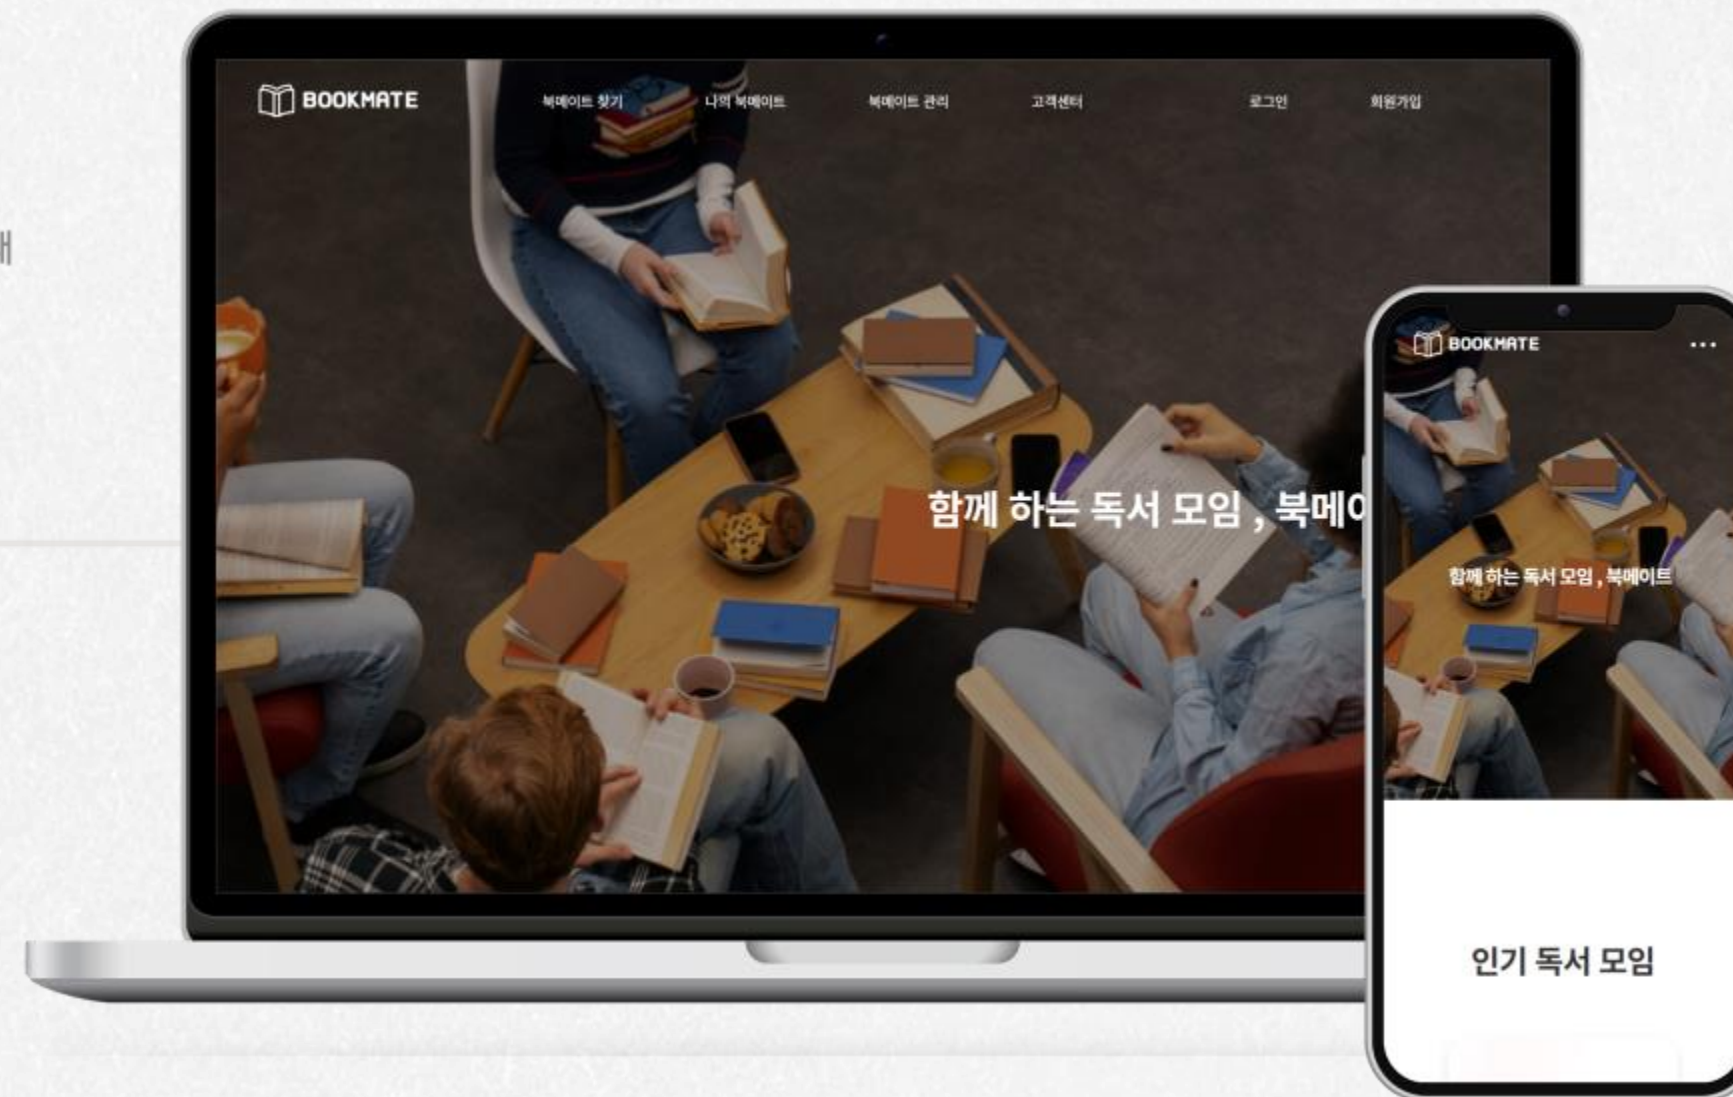 BOOKMATE
북메이트 찾기
나의 북메이트
북메이트 관리
고객센터
로그인
회원가입
함께 하는 독서 모임 , 북메이
BOOKMATE
함께 하는 독서 모임 , 북메이트
인기 독서 모임